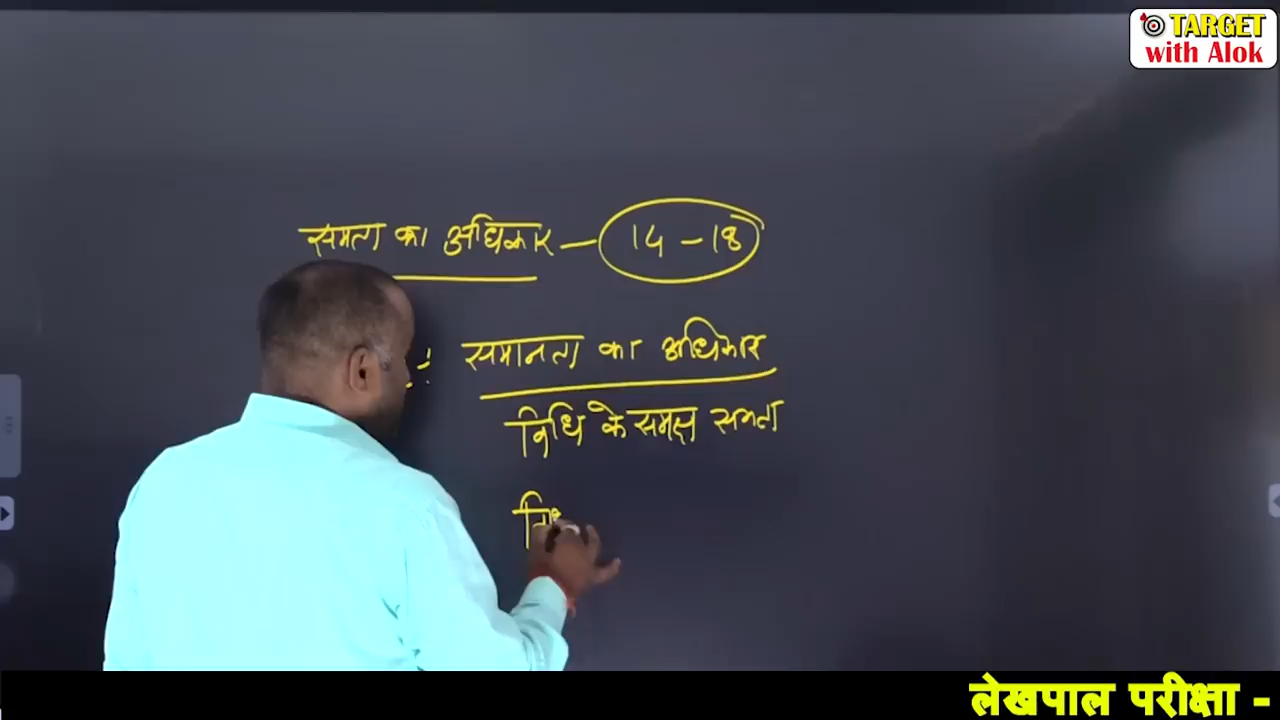 TARGET
with Alok
समता का अधिकार — 14 - 18
समानता का अधिकार
विधि के समक्ष समता
लेखपाल परीक्षा -